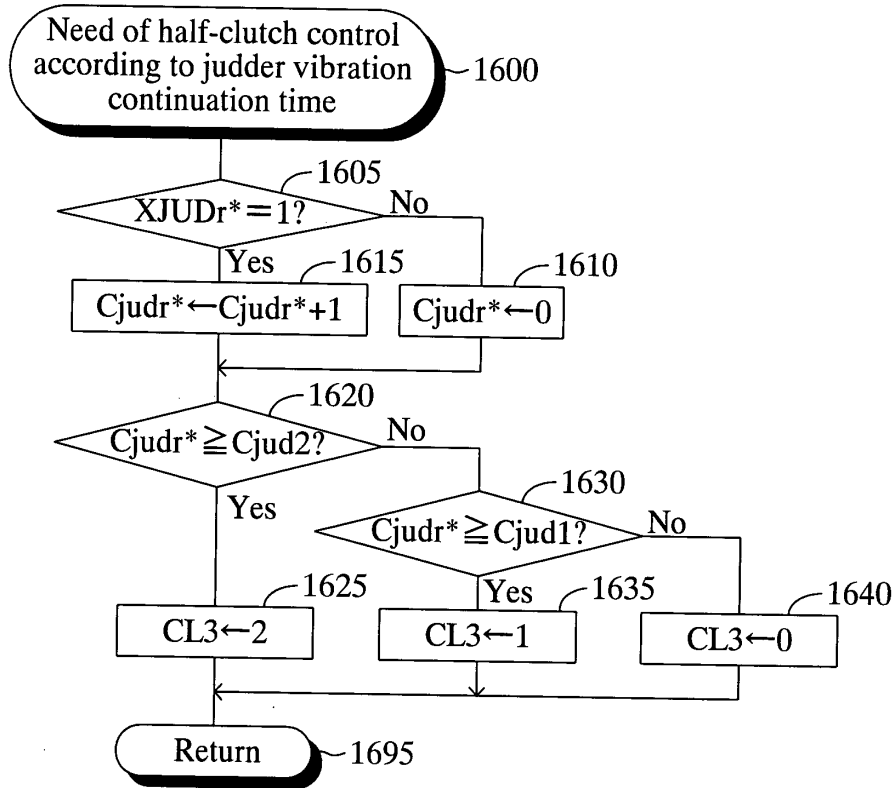 Need of half-clutch control
according to judder vibration
continuation time
1600
1605
XJUDr*=1?
No
Yes
1615
1610
Cjudr*←Cjudr*+1
Cjudr*←0
1620
Cjudr*≧Cjud2?
No
Yes
1630
Cjudr*≧Cjud1?
No
Yes
1625
1635
1640
CL3←2
CL3←1
CL3←0
Return
1695